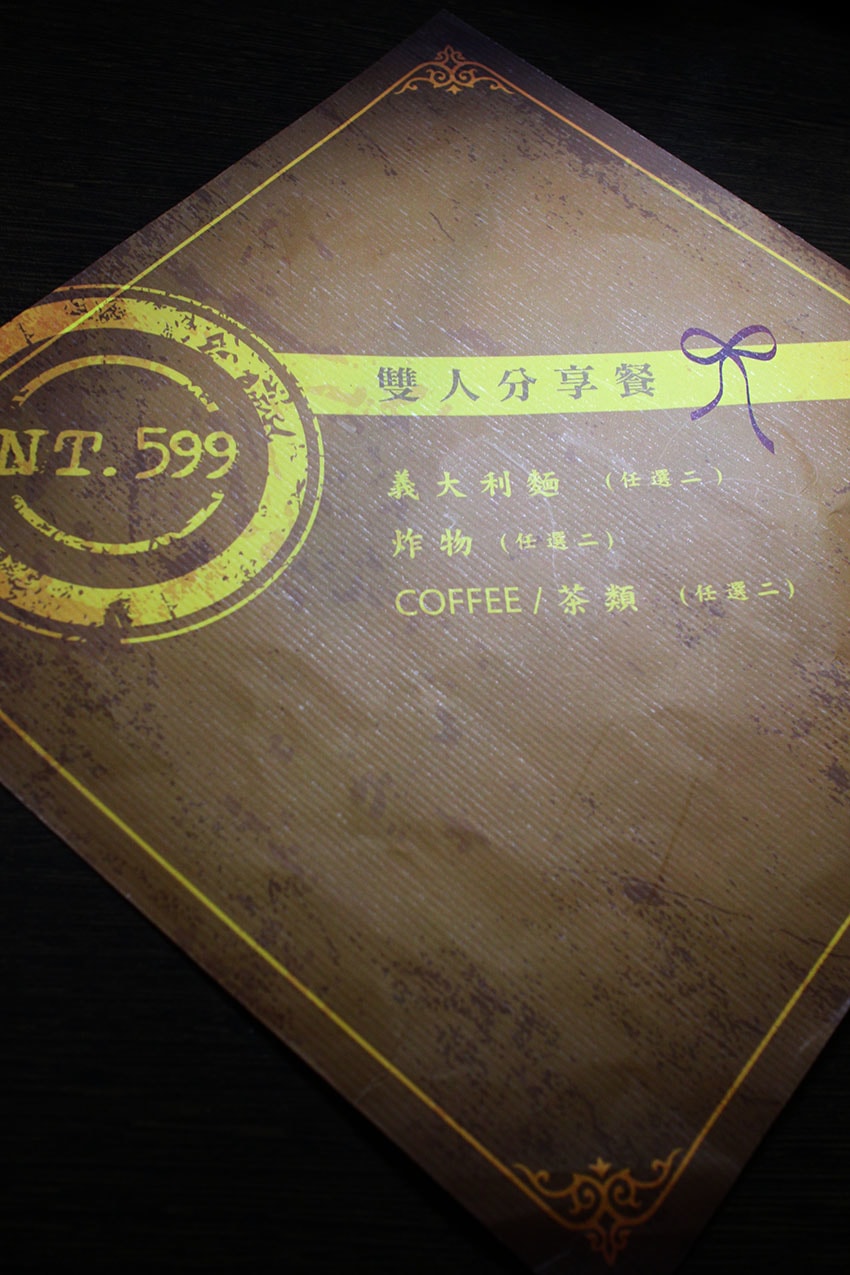 NT. 599
雙人分享餐
義大利麵 (任選二)
炸物 (任選二)
COFFEE / 茶類 (任選二)